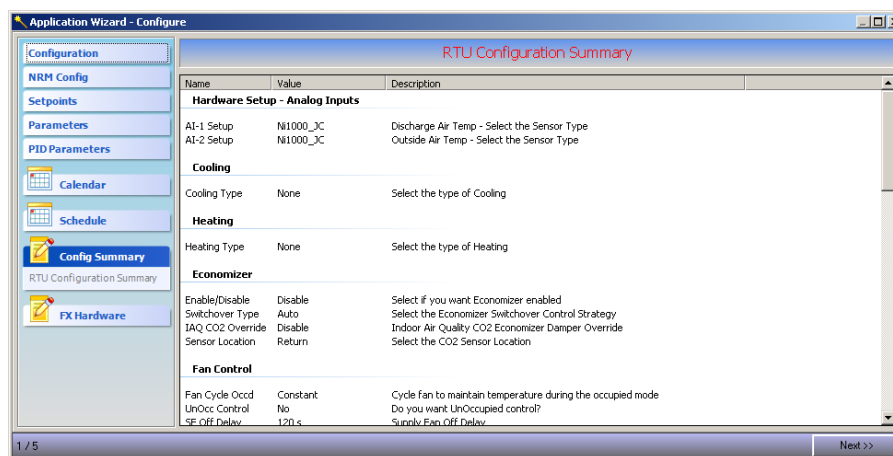 Application Wizard - Configure
Configuration
NRM Config
Setpoints
Parameters
PID Parameters
Calendar
Schedule
Config Summary
RTU Configuration Summary
FX Hardware
RTU Configuration Summary
Name Value Description
Hardware Setup - Analog Inputs
AI-1 Setup Ni1000_JC Discharge Air Temp - Select the Sensor Type
AI-2 Setup Ni1000_JC Outside Air Temp - Select the Sensor Type
Cooling
Cooling Type None Select the type of Cooling
Heating
Heating Type None Select the type of Heating
Economizer
Enable/Disable Disable Select if you want Economizer enabled
Switchover Type Auto Select the Economizer Switchover Control Strategy
IAQ CO2 Override Disable Indoor Air Quality CO2 Economizer Damper Override
Sensor Location Return Select the CO2 Sensor Location
Fan Control
Fan Cycle Occd Constant Cycle fan to maintain temperature during the occupied mode
UnOcc Control No Do you want UnOccupied control?
SF Off Delay 120 s Supply Fan Off Delay
1 / 5
Next >>